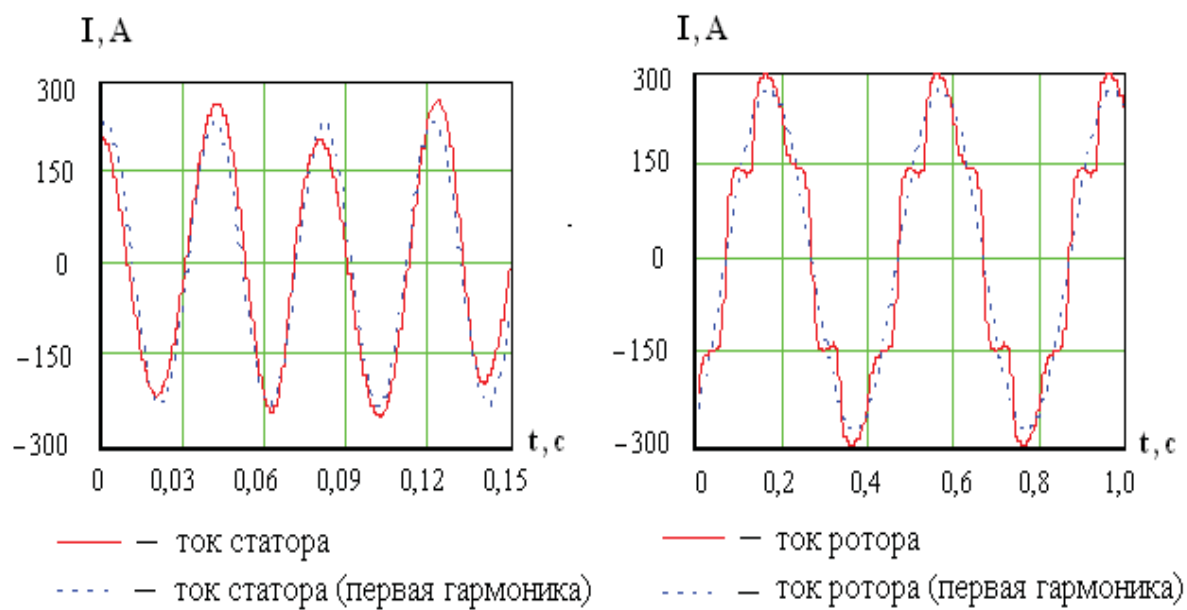 I, A
300
150
0
−150
−300
0 0,03 0,06 0,09 0,12 0,15
t, c
— ток статора
— ток статора (первая гармоника)
I, A
300
150
0
−150
−300
0 0,2 0,4 0,6 0,8 1,0
t, c
— ток ротора
— ток ротора (первая гармоника)